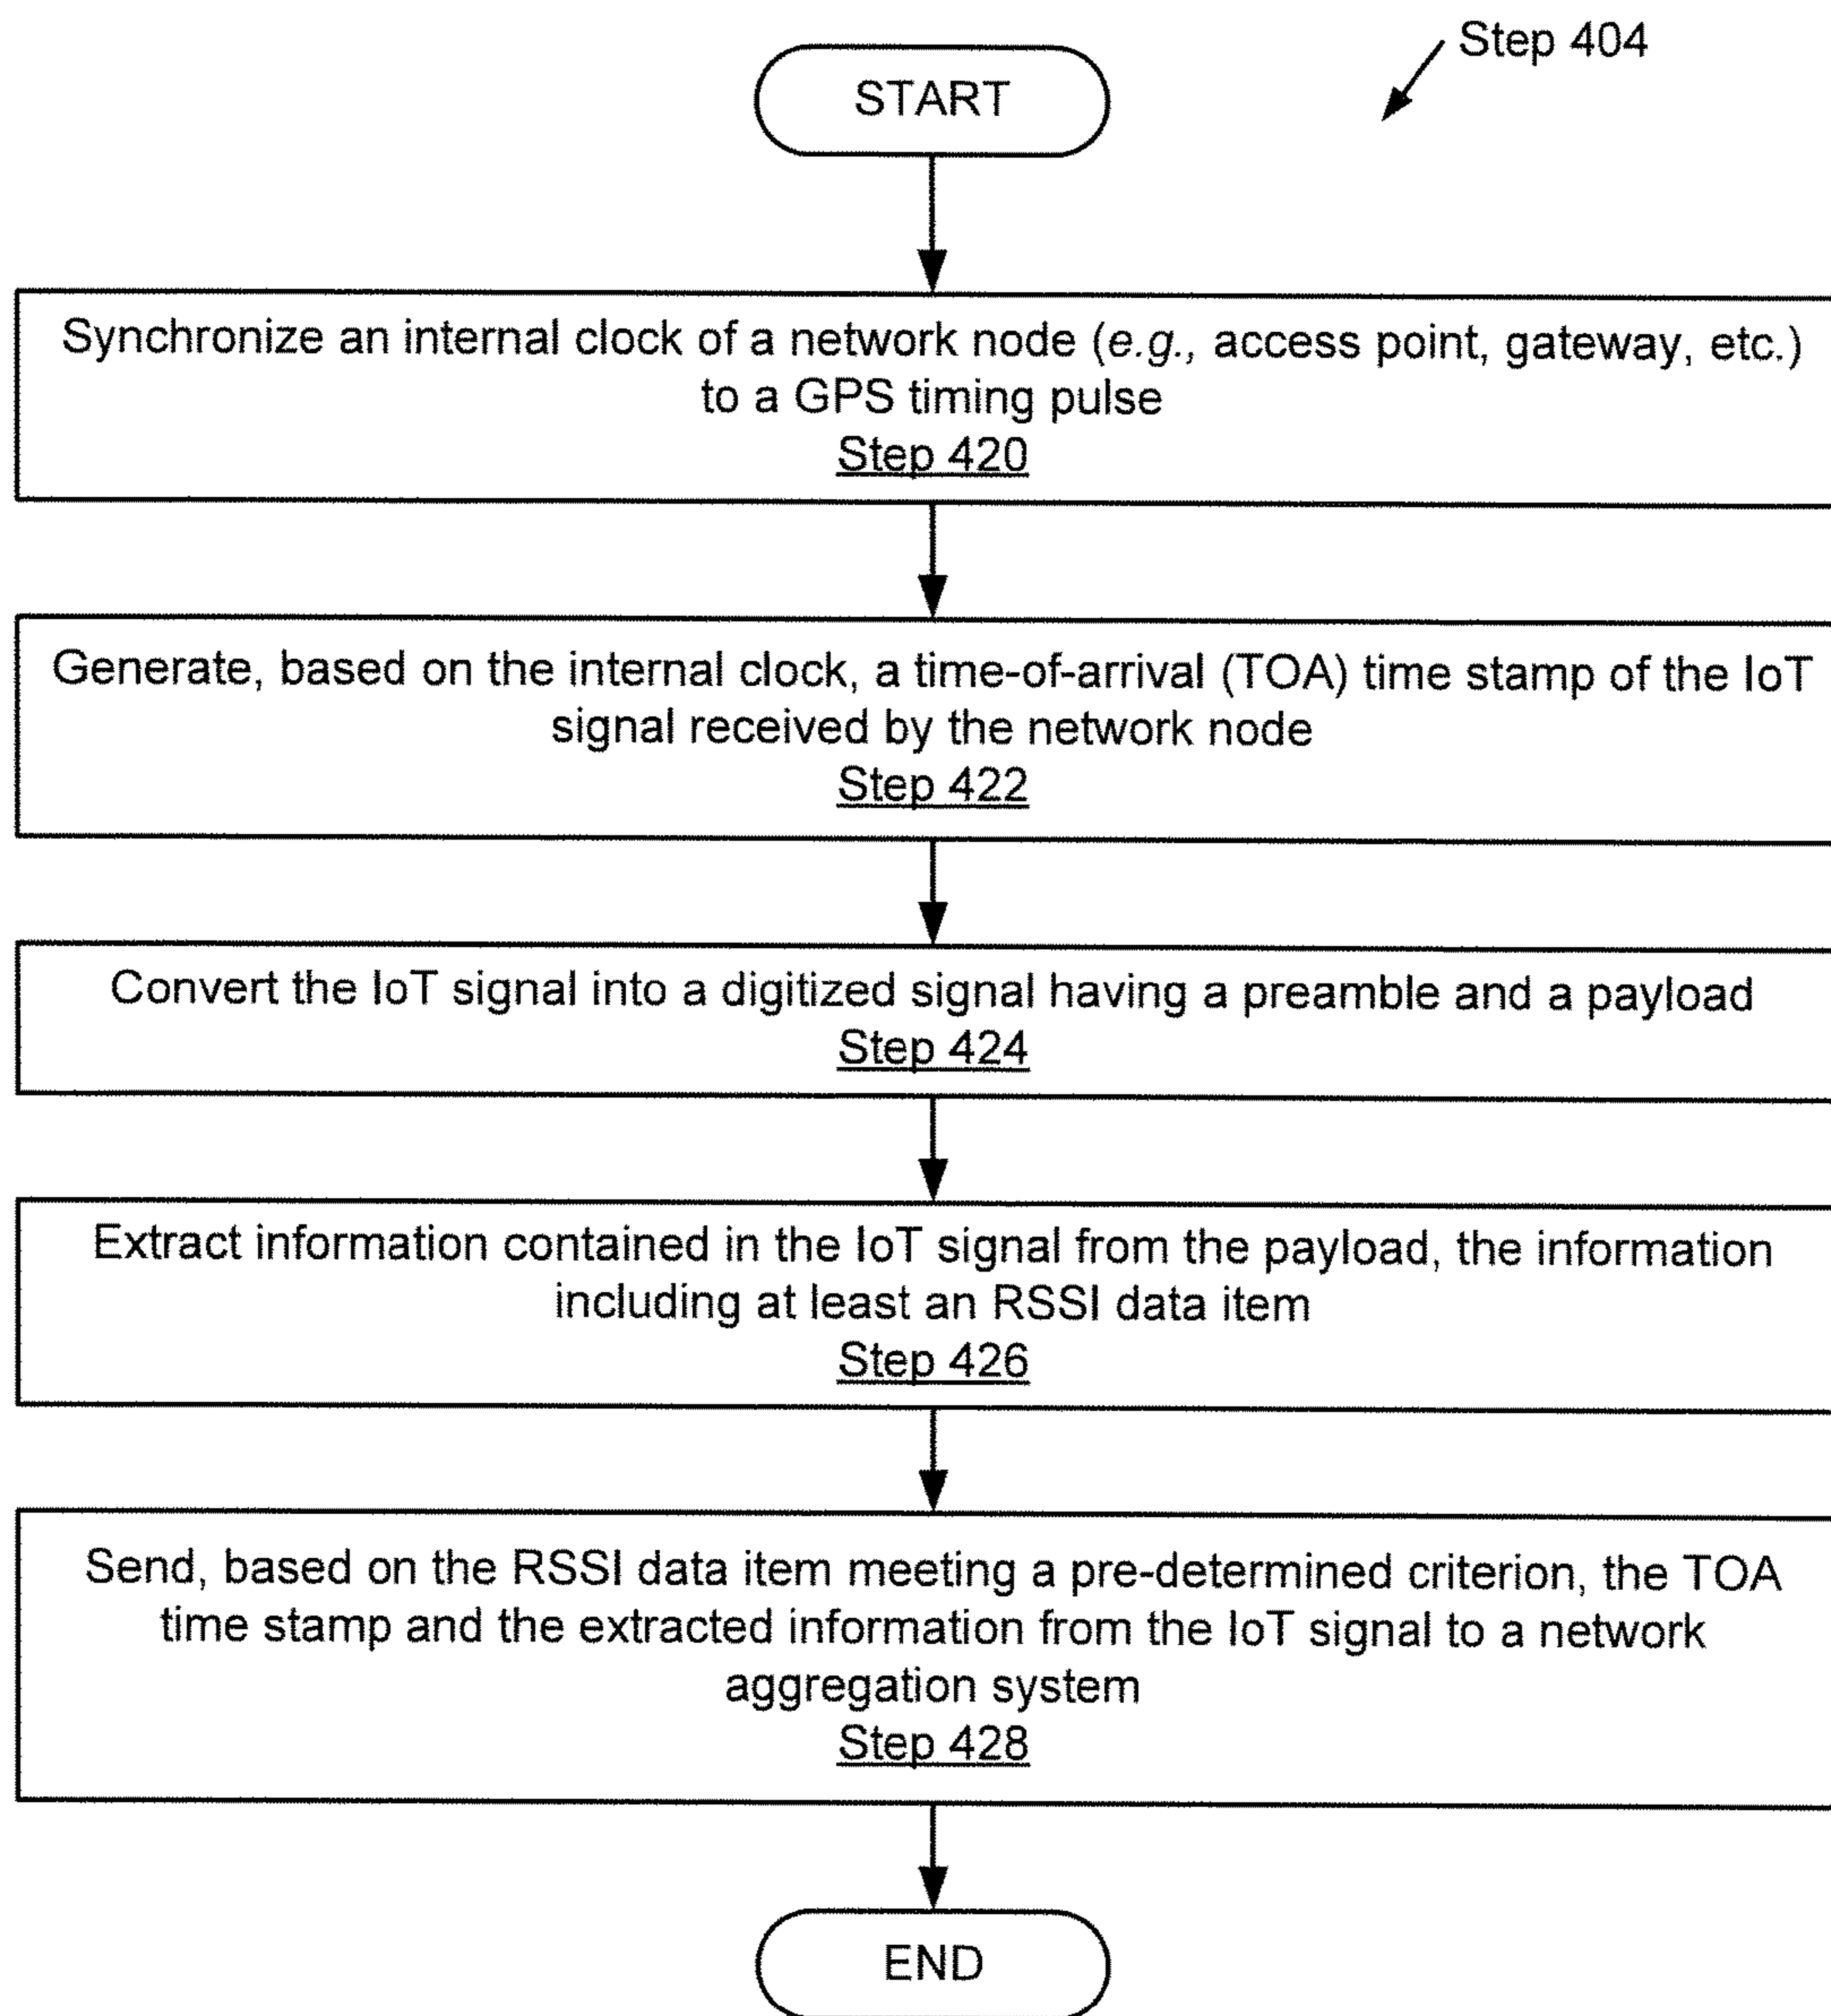 Step 404
START
Synchronize an internal clock of a network node (e.g., access point, gateway, etc.)
to a GPS timing pulse
Step 420
Generate, based on the internal clock, a time-of-arrival (TOA) time stamp of the IoT
signal received by the network node
Step 422
Convert the IoT signal into a digitized signal having a preamble and a payload
Step 424
Extract information contained in the IoT signal from the payload, the information
including at least an RSSI data item
Step 426
Send, based on the RSSI data item meeting a pre-determined criterion, the TOA
time stamp and the extracted information from the IoT signal to a network
aggregation system
Step 428
END